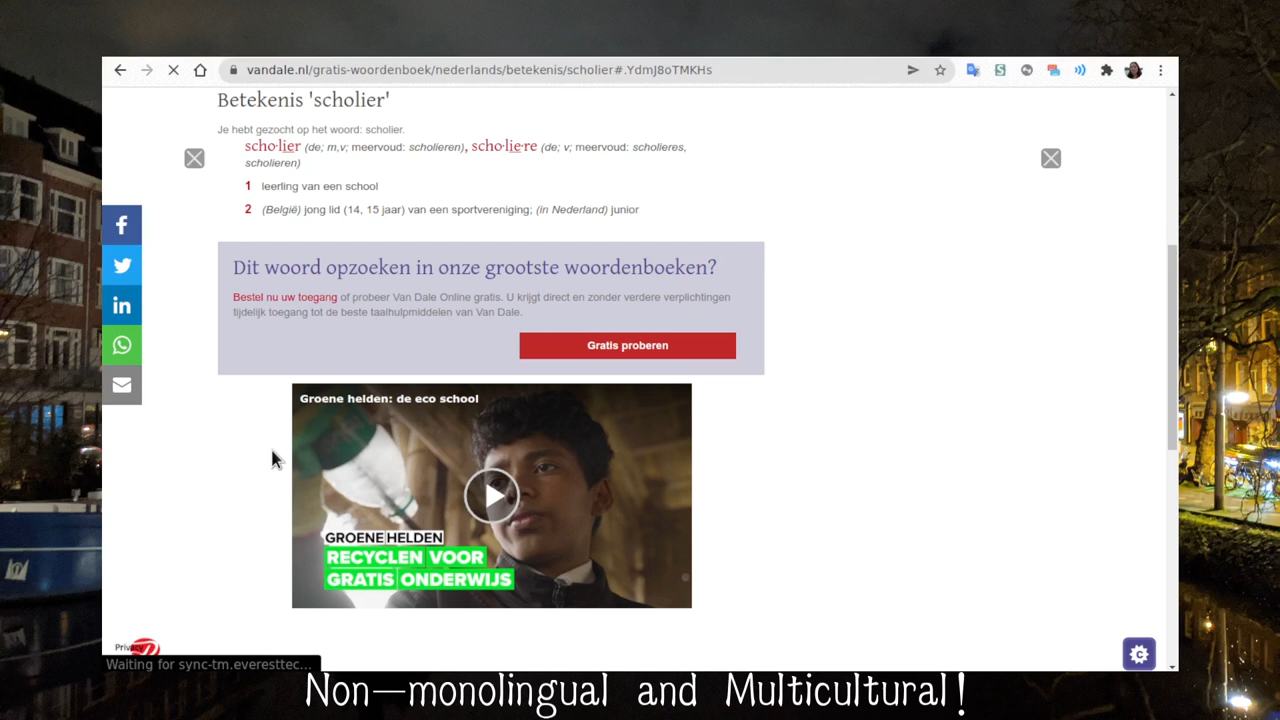 vandale.nl/gratis-woordenboek/nederlands/betekenis/scholier#.YdmJ8oTMKHs
Betekenis 'scholier'
Je hebt gezocht op het woord: scholier.
scho·lier (de; m,v; meervoud: scholieren), scho·lie·re (de; v; meervoud: scholieres,
scholieren)
1 leerling van een school
2 (België) jong lid (14, 15 jaar) van een sportvereniging; (in Nederland) junior
Dit woord opzoeken in onze grootste woordenboeken?
Bestel nu uw toegang of probeer Van Dale Online gratis. U krijgt direct en zonder verdere verplichtingen
tijdelijk toegang tot de beste taalhulpmiddelen van Van Dale.
Gratis proberen
Groene helden: de eco school
GROENE HELDEN
RECYCLEN VOOR
GRATIS ONDERWIJS
Waiting for sync-tm.everesttec...
Non-monolingual and Multicultural!